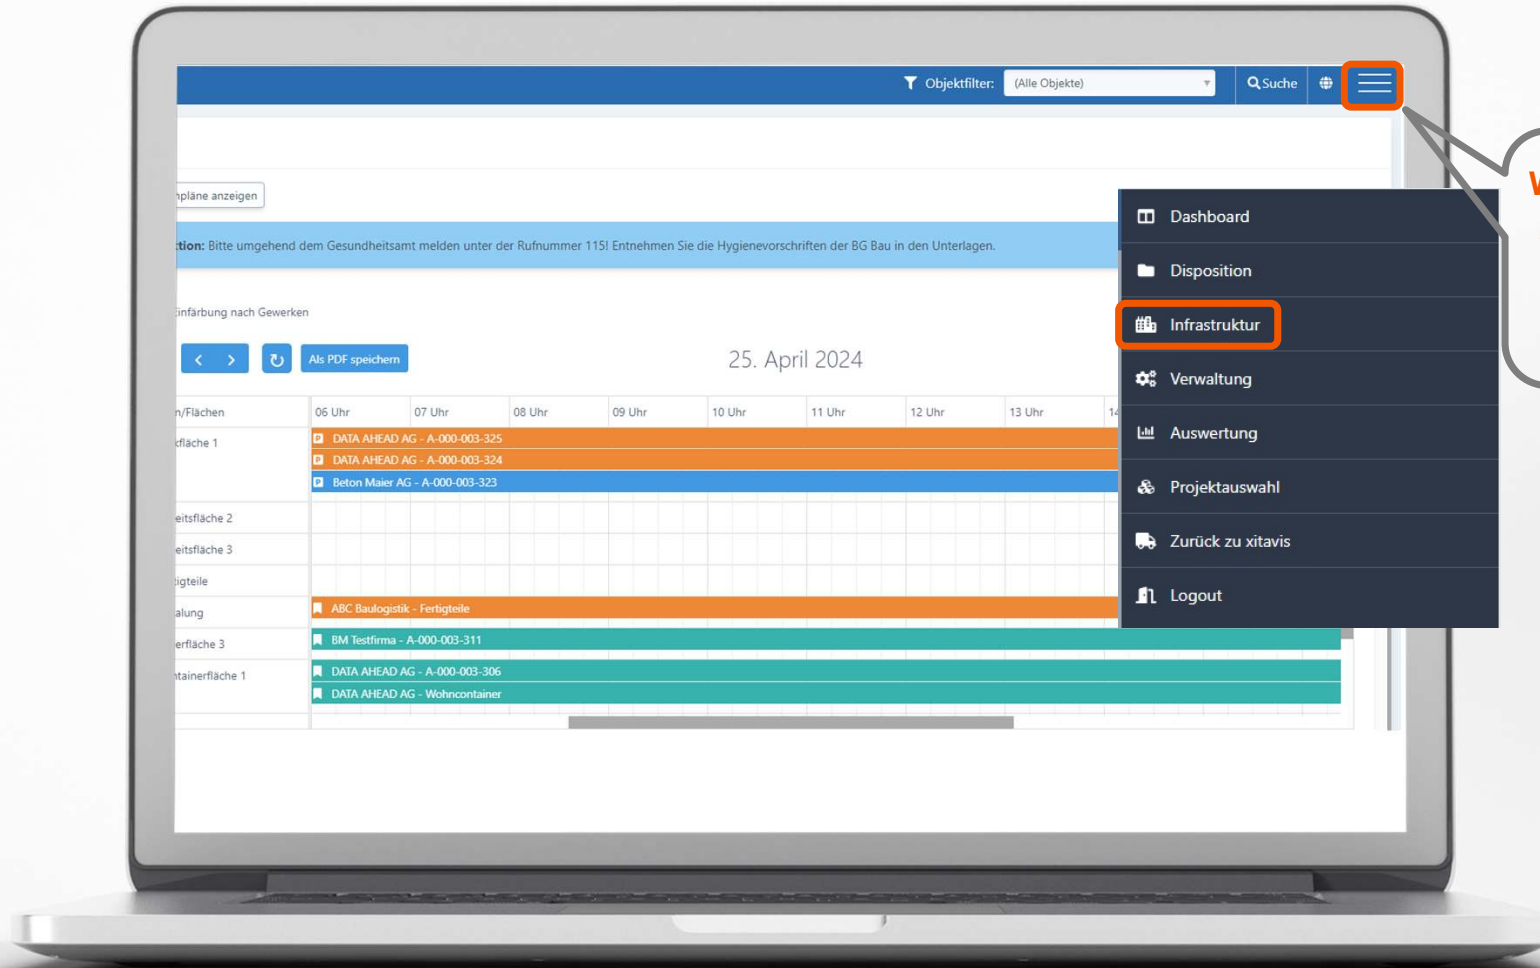 Objektfilter: (Alle Objekte) Suche
npläne anzeigen
tion: Bitte umgehend dem Gesundheitsamt melden unter der Rufnummer 115! Entnehmen Sie die Hygienevorschriften der BG Bau in den Unterlagen.
Einfärbung nach Gewerken
Als PDF speichern 25. April 2024
n/Flächen 06 Uhr 07 Uhr 08 Uhr 09 Uhr 10 Uhr 11 Uhr 12 Uhr 13 Uhr 14
kfläche 1
DATA AHEAD AG - A-000-003-325
DATA AHEAD AG - A-000-003-324
Beton Maier AG - A-000-003-323
eitsfläche 2
eitsfläche 3
tigteile
alung ABC Baulogistik - Fertigteile
erfläche 3 BM Testfirma - A-000-003-311
ntainerfläche 1 DATA AHEAD AG - A-000-003-306
DATA AHEAD AG - Wohncontainer
Dashboard
Disposition
Infrastruktur
Verwaltung
Auswertung
Projektauswahl
Zurück zu xitavis
Logout